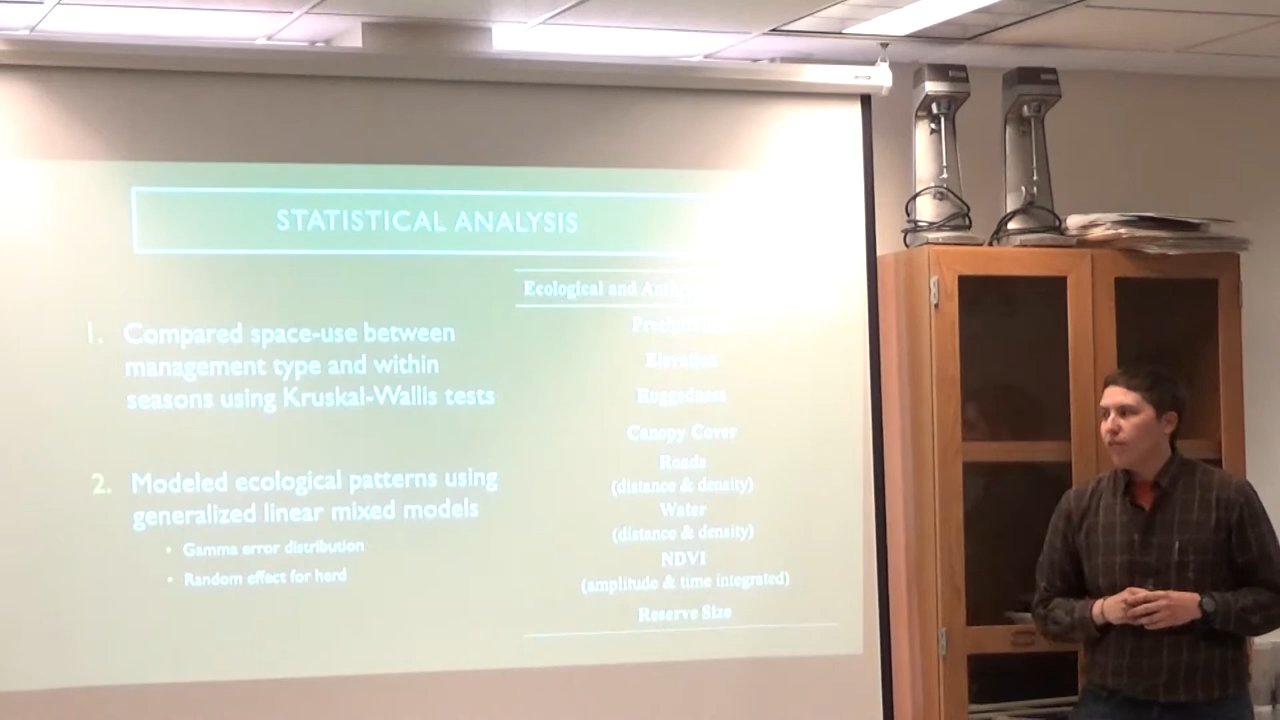 STATISTICAL ANALYSIS
1. Compared space-use between
management type and within
seasons using Kruskal-Wallis tests
2. Modeled ecological patterns using
generalized linear mixed models
• Gamma error distribution
• Random effect for herd
Ecological and
Elevation
Ruggedness
Canopy Cover
Roads
(distance & density)
Water
(distance & density)
NDVI
(amplitude & time integrated)
Reserve Size